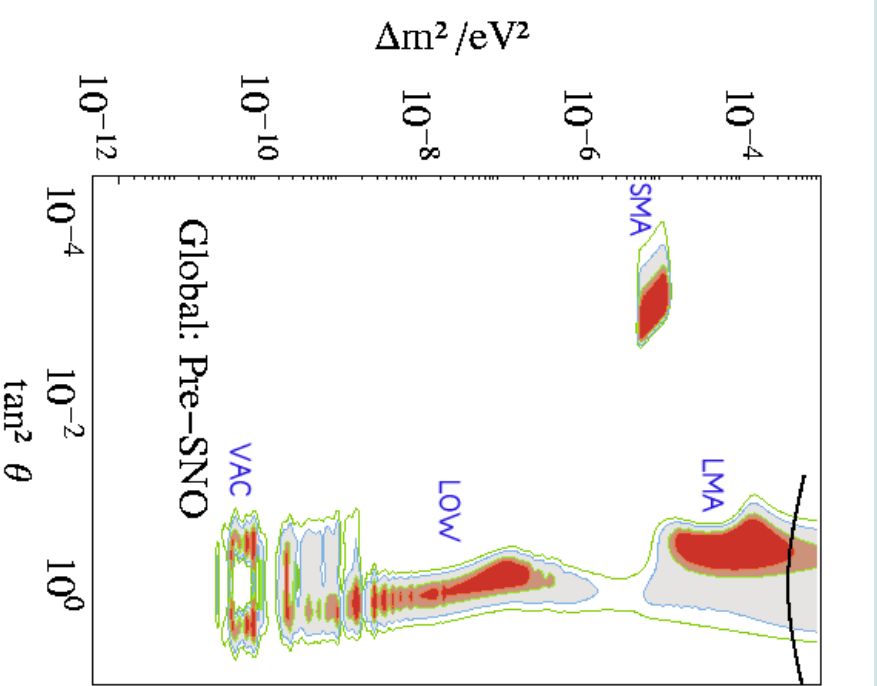 Δm² /eV²
10⁻⁴
10⁻⁶
10⁻⁸
10⁻¹⁰
10⁻¹²
SMA
LMA
LOW
VAC
Global: Pre–SNO
10⁻⁴
10⁻²
10⁰
tan² θ